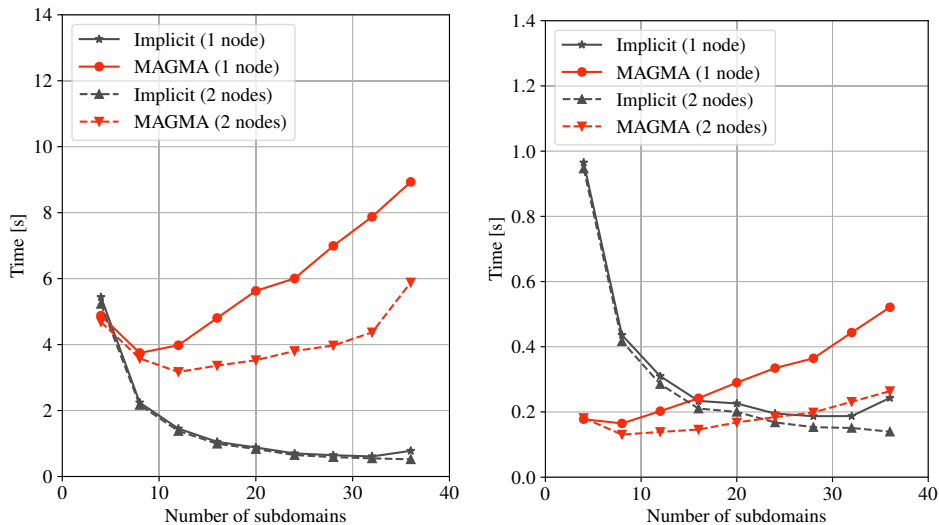 14
12
10
8
6
4
2
0
Time [s]
Implicit (1 node)
MAGMA (1 node)
Implicit (2 nodes)
MAGMA (2 nodes)
0 10 20 30 40
Number of subdomains
1.4
1.2
1.0
0.8
0.6
0.4
0.2
0.0
Time [s]
Implicit (1 node)
MAGMA (1 node)
Implicit (2 nodes)
MAGMA (2 nodes)
0 10 20 30 40
Number of subdomains